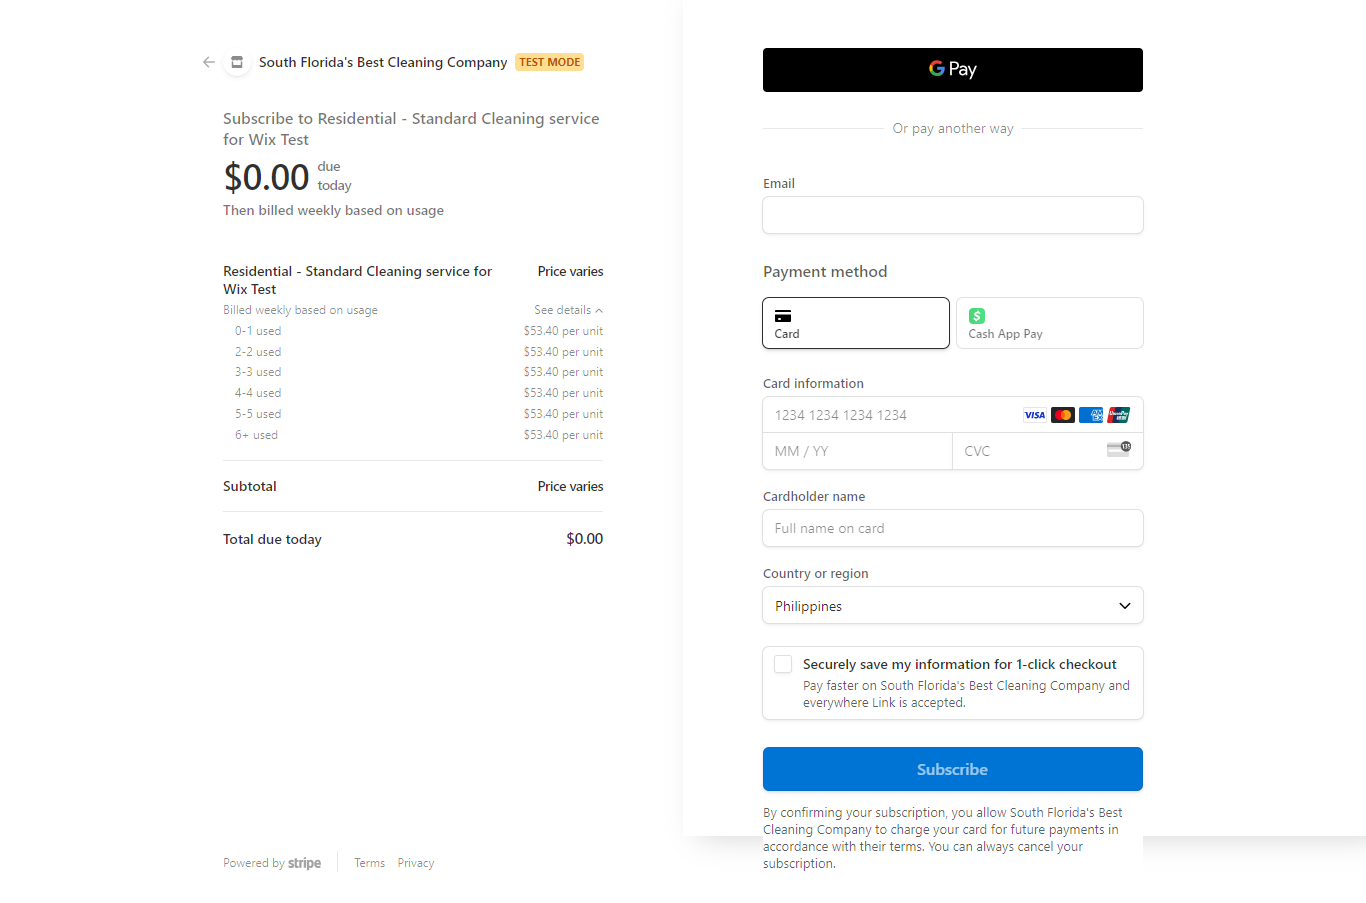 South Florida's Best Cleaning Company TEST MODE
Subscribe to Residential - Standard Cleaning service
for Wix Test
$0.00 due
today
Then billed weekly based on usage
Residential - Standard Cleaning service for Price varies
Wix Test
Billed weekly based on usage See details
0-1 used $53.40 per unit
2-2 used $53.40 per unit
3-3 used $53.40 per unit
4-4 used $53.40 per unit
5-5 used $53.40 per unit
6+ used $53.40 per unit
Subtotal Price varies
Total due today $0.00
Powered by stripe Terms Privacy
G Pay
Or pay another way
Email
Payment method
Card
Cash App Pay
Card information
1234 1234 1234 1234 VISA AMEX UnionPay
MM / YY CVC 135
Cardholder name
Full name on card
Country or region
Philippines
Securely save my information for 1-click checkout
Pay faster on South Florida's Best Cleaning Company and
everywhere Link is accepted.
Subscribe
By confirming your subscription, you allow South Florida's Best
Cleaning Company to charge your card for future payments in
accordance with their terms. You can always cancel your
subscription.